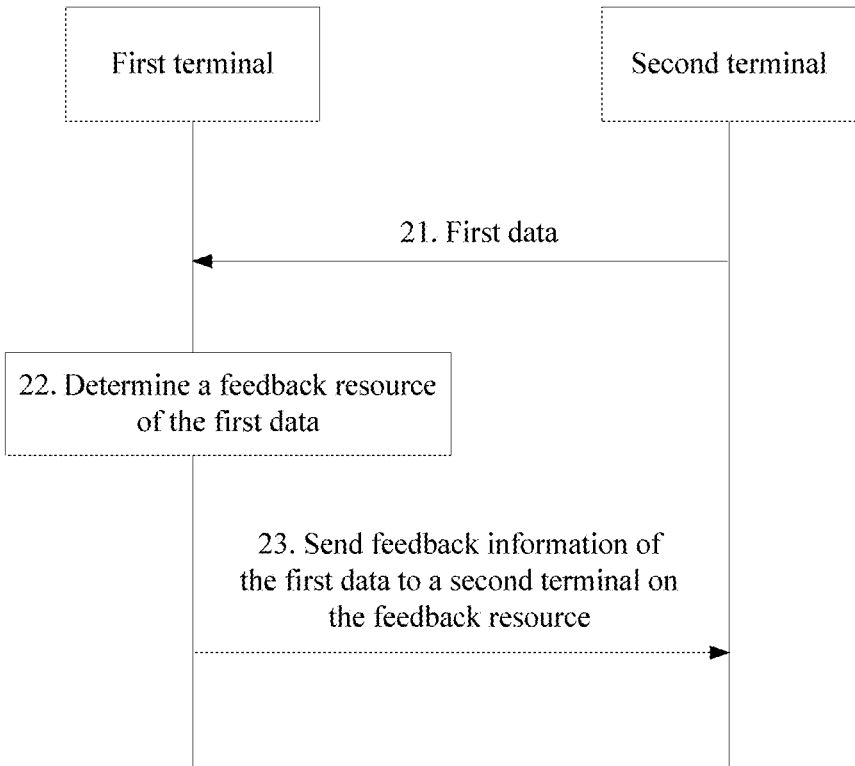 First terminal
Second terminal
21. First data
22. Determine a feedback resource
of the first data
23. Send feedback information of
the first data to a second terminal on
the feedback resource